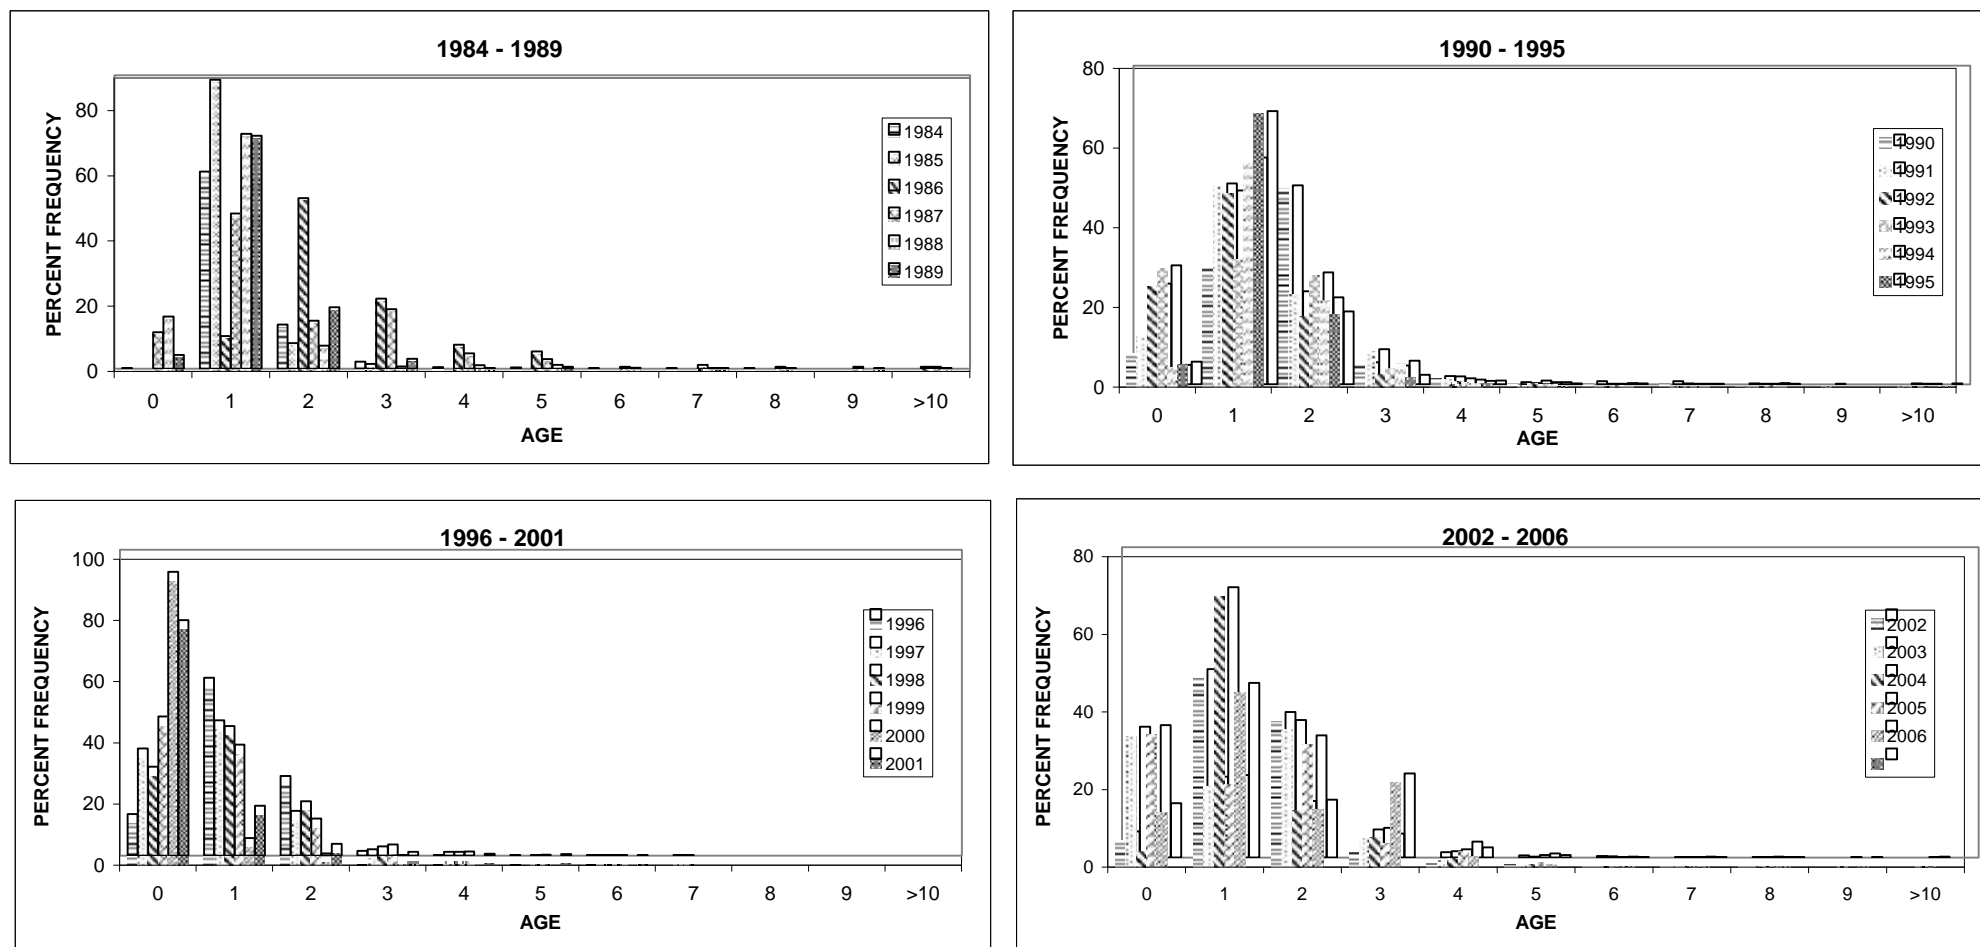 1984 - 1989
PERCENT FREQUENCY
80
60
40
20
0
0 1 2 3 4 5 6 7 8 9 >10
AGE
1984
1985
1986
1987
1988
1989
1990 - 1995
PERCENT FREQUENCY
80
60
40
20
0
0 1 2 3 4 5 6 7 8 9 >10
AGE
1990
1991
1992
1993
1994
1995
1996 - 2001
PERCENT FREQUENCY
100
80
60
40
20
0
0 1 2 3 4 5 6 7 8 9 >10
AGE
1996
1997
1998
1999
2000
2001
2002 - 2006
PERCENT FREQUENCY
80
60
40
20
0
0 1 2 3 4 5 6 7 8 9 >10
AGE
2002
2003
2004
2005
2006